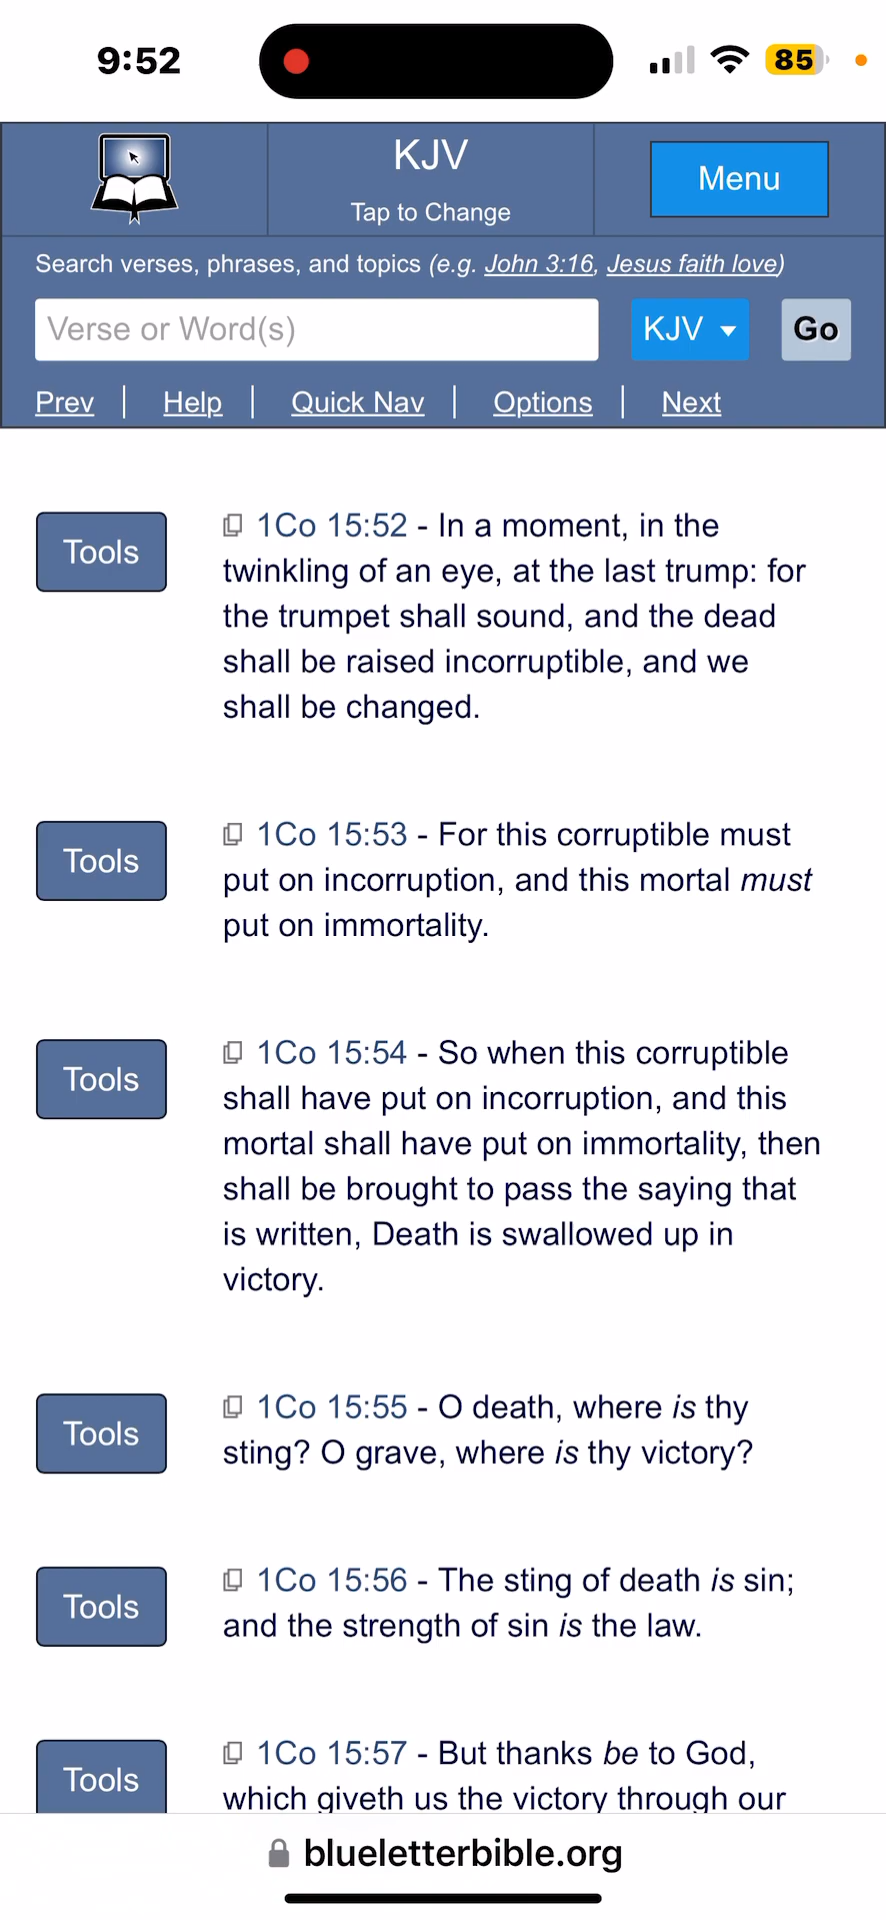 9:52
85
KJV
Tap to Change
Menu
Search verses, phrases, and topics (e.g. John 3:16, Jesus faith love)
Verse or Word(s)
KJV
Go
Prev | Help | Quick Nav | Options | Next
Tools
1Co 15:52 - In a moment, in the
twinkling of an eye, at the last trump: for
the trumpet shall sound, and the dead
shall be raised incorruptible, and we
shall be changed.
Tools
1Co 15:53 - For this corruptible must
put on incorruption, and this mortal must
put on immortality.
Tools
1Co 15:54 - So when this corruptible
shall have put on incorruption, and this
mortal shall have put on immortality, then
shall be brought to pass the saying that
is written, Death is swallowed up in
victory.
Tools
1Co 15:55 - O death, where is thy
sting? O grave, where is thy victory?
Tools
1Co 15:56 - The sting of death is sin;
and the strength of sin is the law.
Tools
1Co 15:57 - But thanks be to God,
which giveth us the victory through our
blueletterbible.org